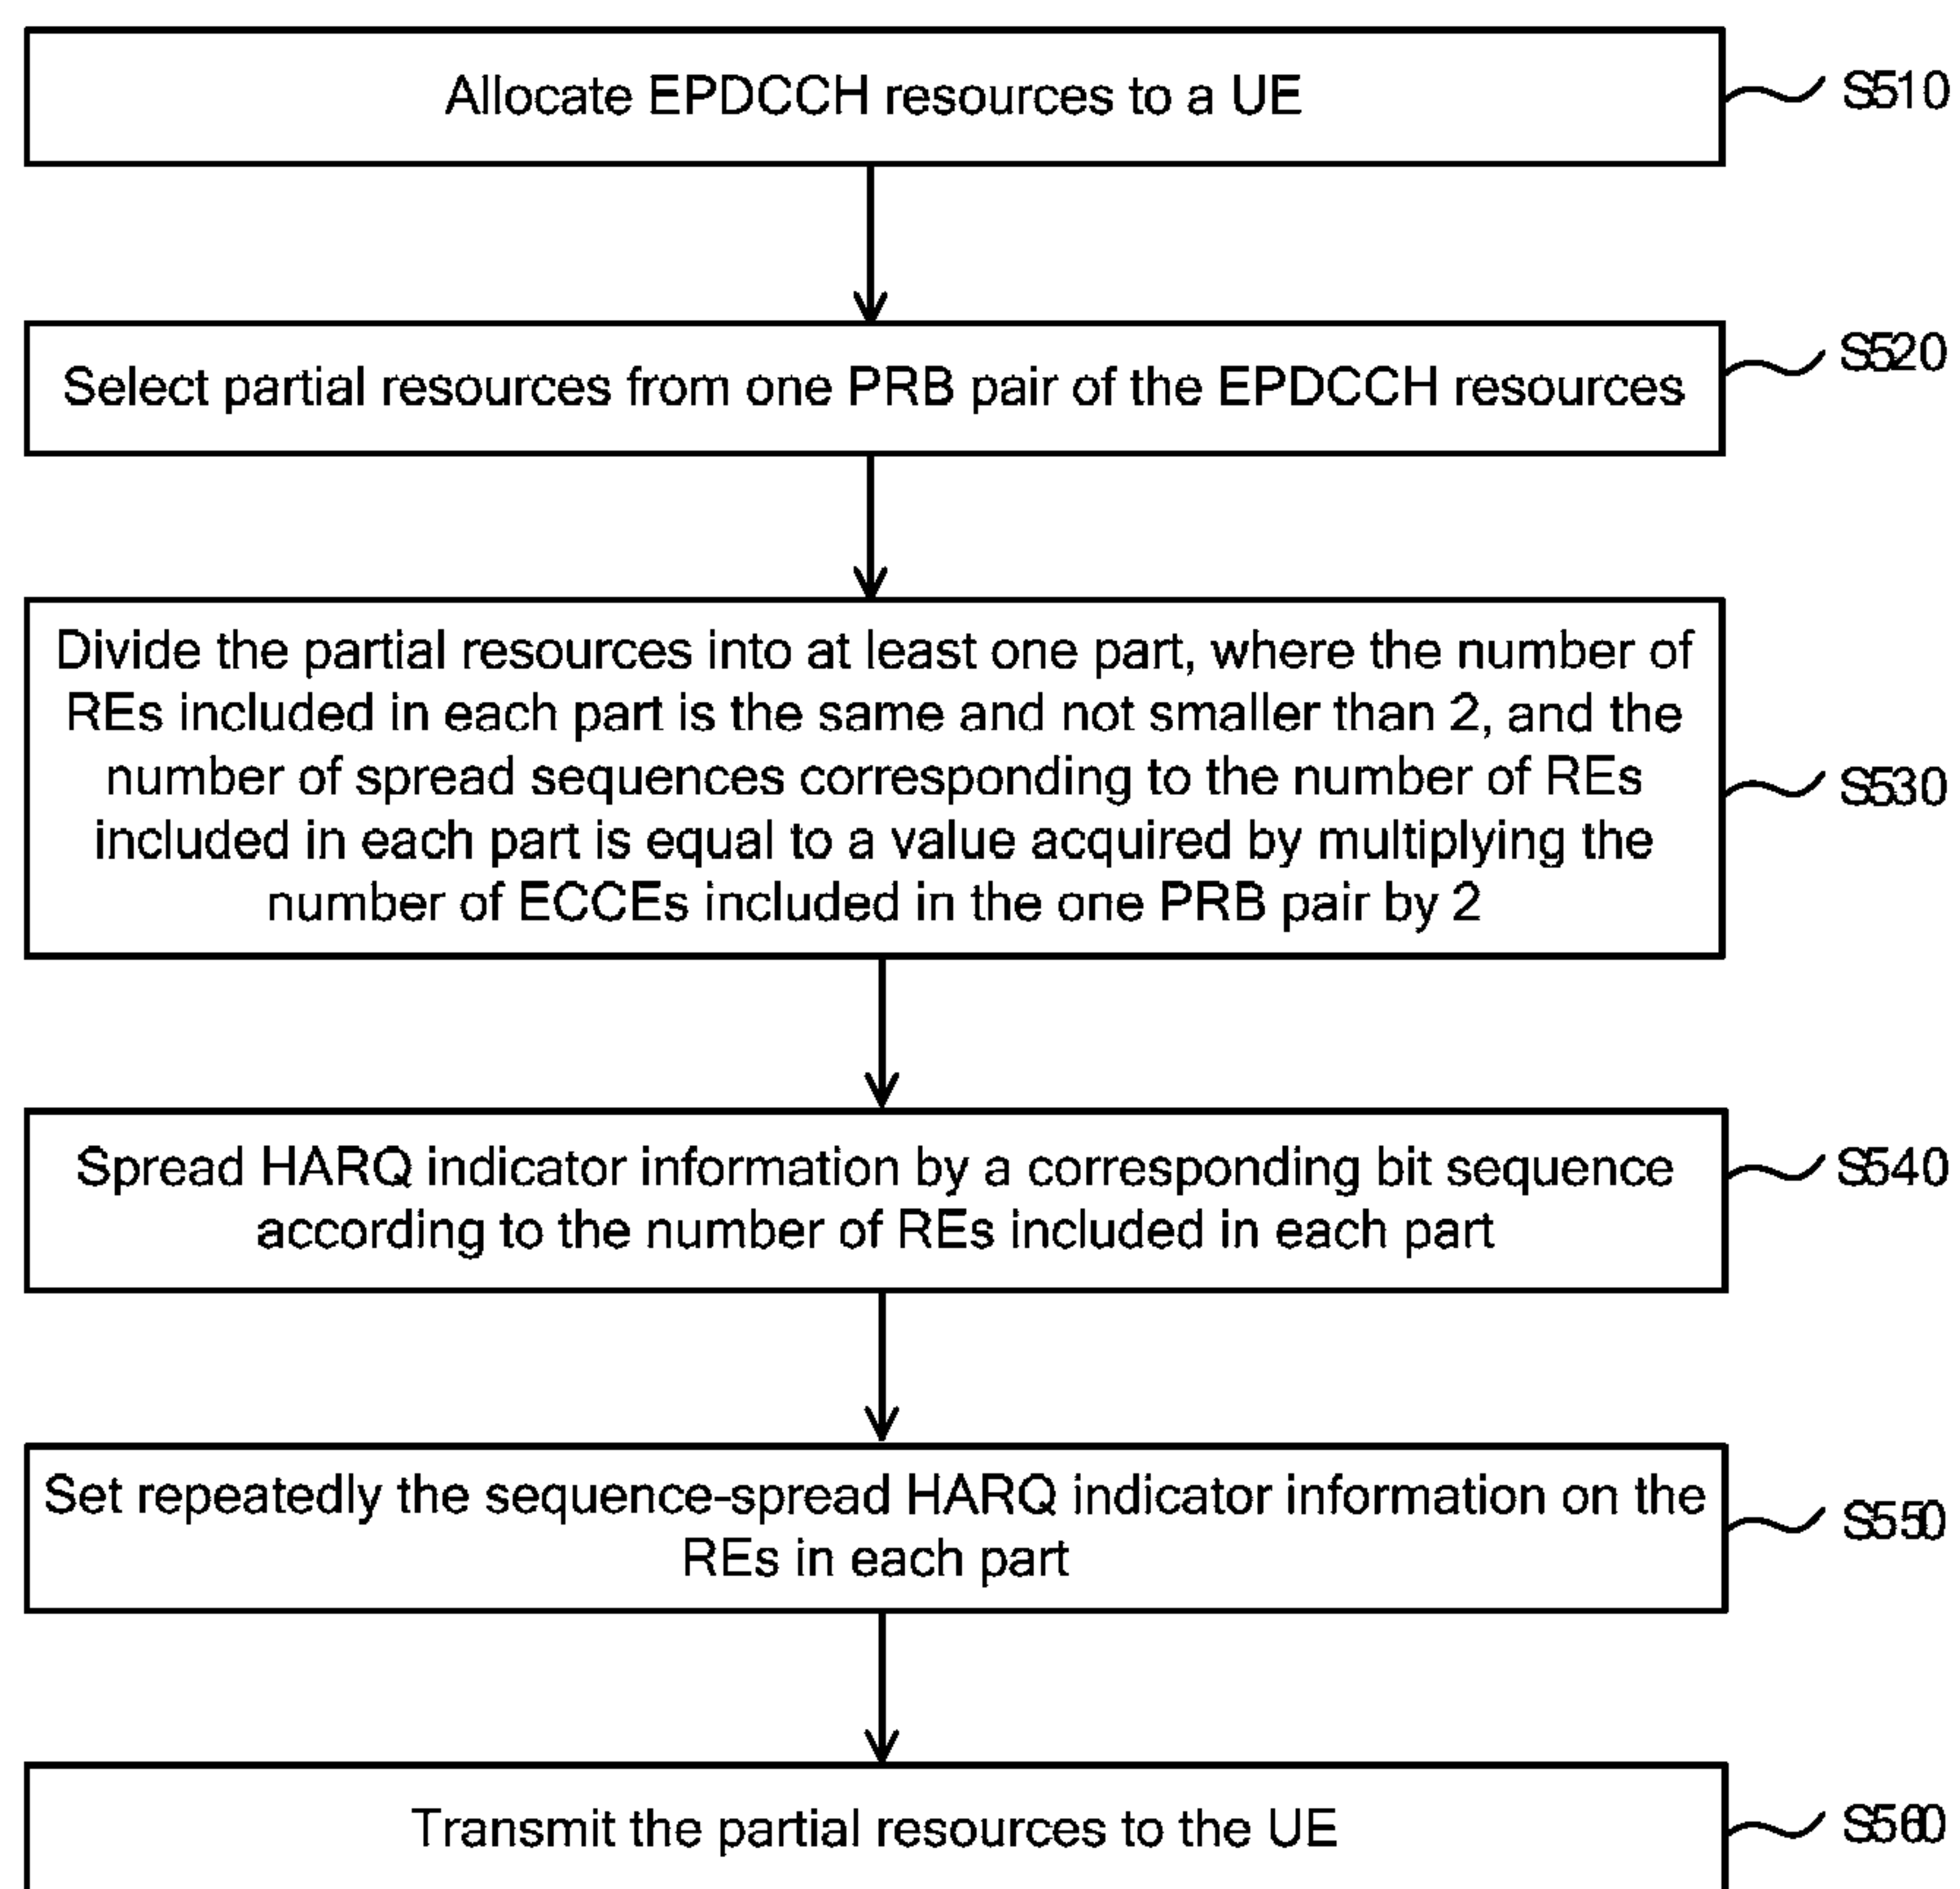 Allocate EPDCCH resources to a UE
S510
Select partial resources from one PRB pair of the EPDCCH resources
S520
Divide the partial resources into at least one part, where the number of
REs included in each part is the same and not smaller than 2, and the
number of spread sequences corresponding to the number of REs
included in each part is equal to a value acquired by multiplying the
number of ECCEs included in the one PRB pair by 2
S530
Spread HARQ indicator information by a corresponding bit sequence
according to the number of REs included in each part
S540
Set repeatedly the sequence-spread HARQ indicator information on the
REs in each part
S550
Transmit the partial resources to the UE
S560